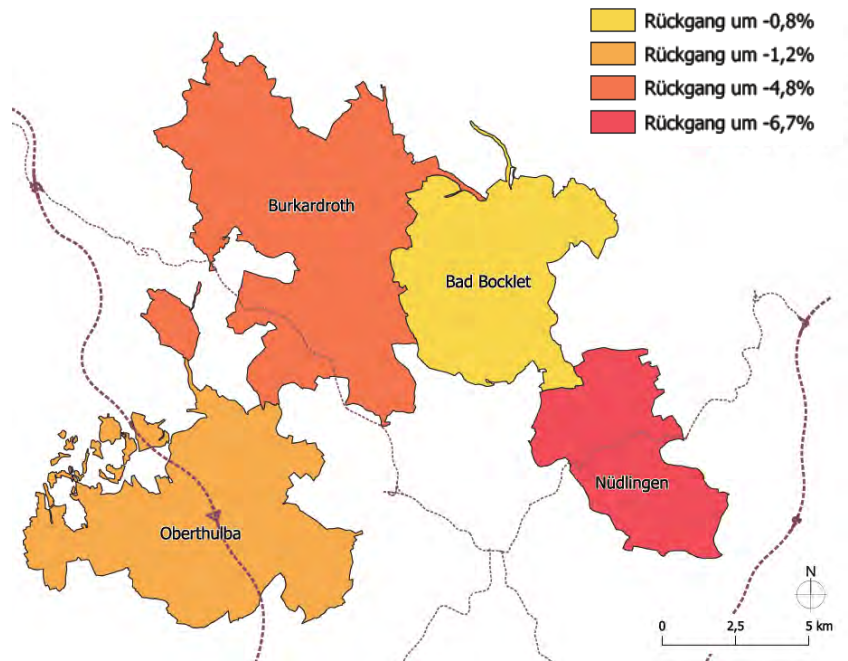 Rückgang um -0,8%
Rückgang um -1,2%
Rückgang um -4,8%
Rückgang um -6,7%
Burkardroth
Bad Bocklet
Nüdlingen
Oberthulba
N
0 2,5 5 km